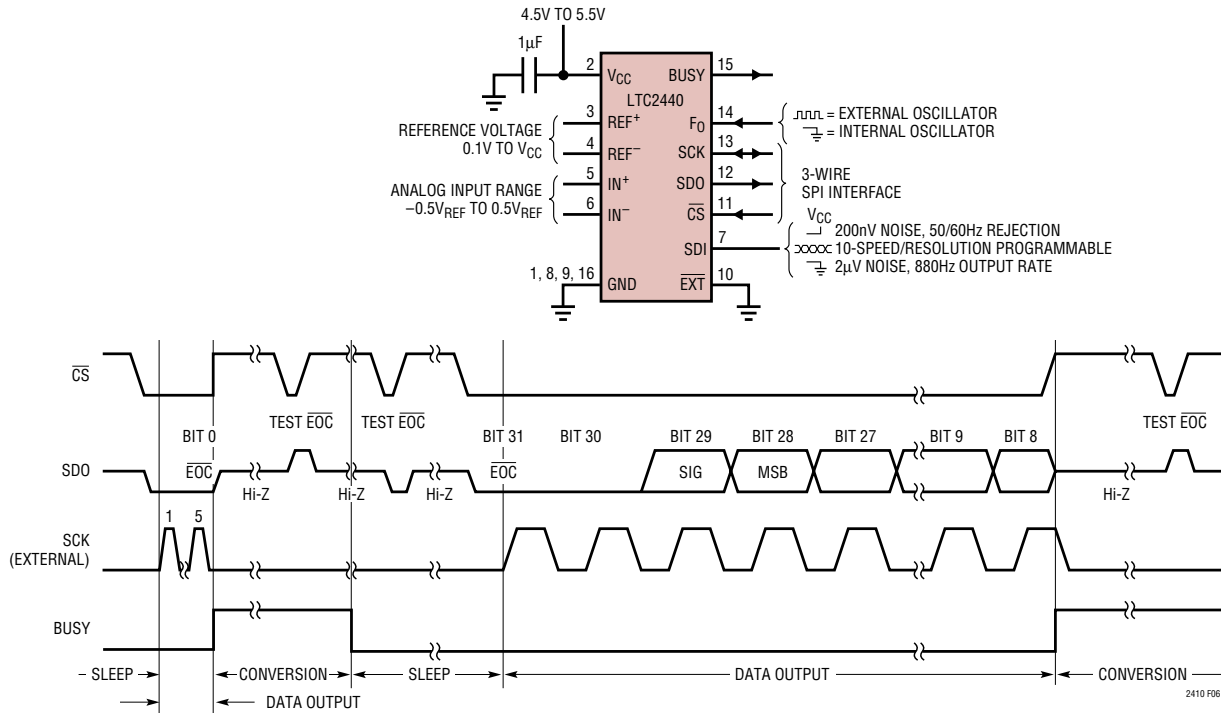 4.5V TO 5.5V
1µF
2 VCC BUSY 15
LTC2440
3 REF+ FO 14 = EXTERNAL OSCILLATOR
= INTERNAL OSCILLATOR
REFERENCE VOLTAGE
0.1V TO VCC
4 REF− SCK 13
5 IN+ SDO 12 3-WIRE
SPI INTERFACE
ANALOG INPUT RANGE
−0.5VREF TO 0.5VREF
6 IN− CS 11
VCC
200nV NOISE, 50/60Hz REJECTION
SDI 7 10-SPEED/RESOLUTION PROGRAMMABLE
2µV NOISE, 880Hz OUTPUT RATE
1, 8, 9, 16 GND EXT 10
CS
TEST EOC TEST EOC TEST EOC
BIT 0 BIT 31 BIT 30 BIT 29 BIT 28 BIT 27 BIT 9 BIT 8
SDO EOC EOC SIG MSB
Hi-Z Hi-Z Hi-Z Hi-Z
1 5
SCK
(EXTERNAL)
BUSY
SLEEP CONVERSION SLEEP DATA OUTPUT CONVERSION
DATA OUTPUT
2410 F06